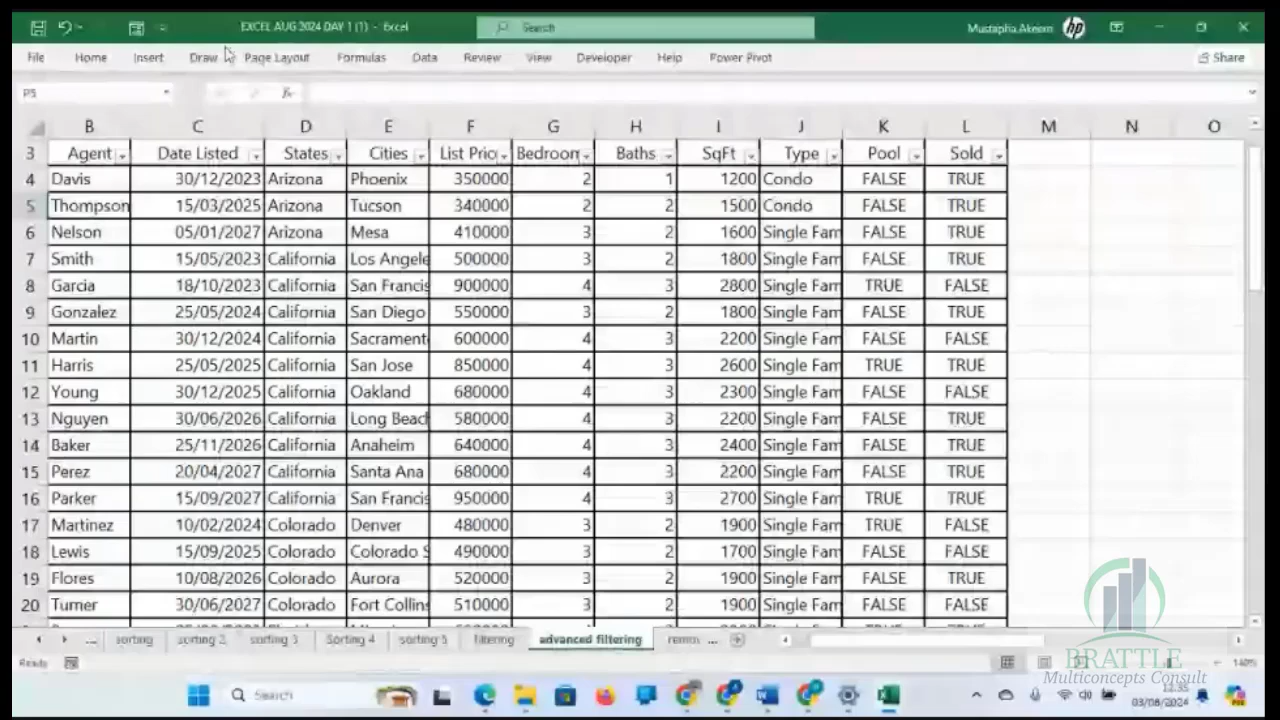 EXCEL AUG 2024 DAY 1 (1) - Excel
Search
Mustapha Akeem
File Home Insert Draw Page Layout Formulas Data Review View Developer Help Power Pivot Share
P5 fx
B C D E F G H I J K L M N O
3 Agent Date Listed States Cities List Pric Bedroom Baths SqFt Type Pool Sold
4 Davis 30/12/2023 Arizona Phoenix 350000 2 1 1200 Condo FALSE TRUE
5 Thompson 15/03/2025 Arizona Tucson 340000 2 2 1500 Condo FALSE TRUE
6 Nelson 05/01/2027 Arizona Mesa 410000 3 2 1600 Single Fam FALSE TRUE
7 Smith 15/05/2023 California Los Angele 500000 3 2 1800 Single Fam FALSE TRUE
8 Garcia 18/10/2023 California San Francis 900000 4 3 2800 Single Fam TRUE FALSE
9 Gonzalez 25/05/2024 California San Diego 550000 3 2 1800 Single Fam FALSE TRUE
10 Martin 30/12/2024 California Sacrament 600000 4 3 2200 Single Fam FALSE FALSE
11 Harris 25/05/2025 California San Jose 850000 4 3 2600 Single Fam TRUE TRUE
12 Young 30/12/2025 California Oakland 680000 4 3 2300 Single Fam FALSE FALSE
13 Nguyen 30/06/2026 California Long Beach 580000 4 3 2200 Single Fam FALSE TRUE
14 Baker 25/11/2026 California Anaheim 640000 4 3 2400 Single Fam FALSE TRUE
15 Perez 20/04/2027 California Santa Ana 680000 4 3 2200 Single Fam FALSE TRUE
16 Parker 15/09/2027 California San Francis 950000 4 3 2700 Single Fam TRUE TRUE
17 Martinez 10/02/2024 Colorado Denver 480000 3 2 1900 Single Fam TRUE FALSE
18 Lewis 15/09/2025 Colorado Colorado S 490000 3 2 1700 Single Fam FALSE FALSE
19 Flores 10/08/2026 Colorado Aurora 520000 3 2 1900 Single Fam FALSE TRUE
20 Turner 30/06/2027 Colorado Fort Collins 510000 3 2 1900 Single Fam FALSE FALSE
... sorting sorting 2 sorting 3 Sorting 4 sorting 5 filtering advanced filtering remo ...
Ready 140%
BRATTLE
Multiconcepts Consult
Search 12:35
03/08/2024